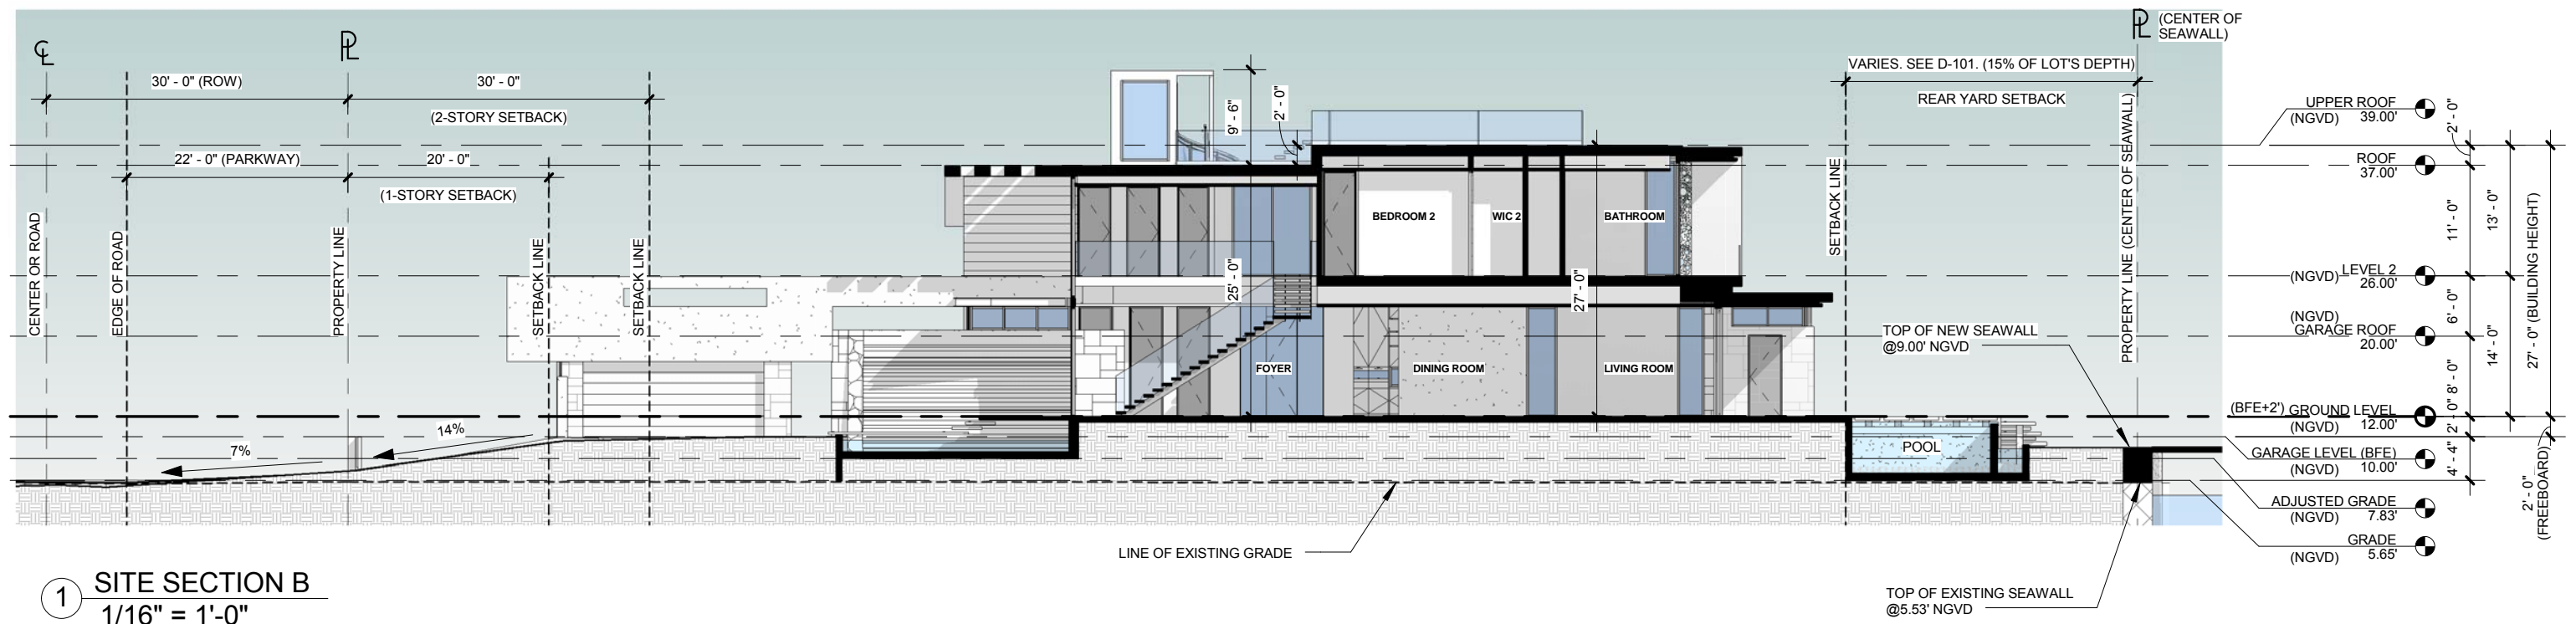 ℄
30' - 0" (ROW)
℄
30' - 0"
(2-STORY SETBACK)
22' - 0" (PARKWAY)
20' - 0"
(1-STORY SETBACK)
CENTER OR ROAD
EDGE OF ROAD
PROPERTY LINE
SETBACK LINE
SETBACK LINE
7%
14%
9' - 6"
2' - 0"
25' - 0"
27' - 0"
BEDROOM 2
WIC 2
BATHROOM
FOYER
DINING ROOM
LIVING ROOM
POOL
LINE OF EXISTING GRADE
VARIES. SEE D-101. (15% OF LOT'S DEPTH)
REAR YARD SETBACK
SETBACK LINE
PROPERTY LINE (CENTER OF SEAWALL)
(CENTER OF
SEAWALL)
TOP OF NEW SEAWALL
@9.00' NGVD
TOP OF EXISTING SEAWALL
@5.53' NGVD
UPPER ROOF
(NGVD) 39.00'
ROOF
37.00'
LEVEL 2
(NGVD) 26.00'
(NGVD)
GARAGE ROOF
20.00'
(BFE+2') GROUND LEVEL
(NGVD) 12.00'
GARAGE LEVEL (BFE)
(NGVD) 10.00'
ADJUSTED GRADE
(NGVD) 7.83'
GRADE
(NGVD) 5.65'
2' - 0"
11' - 0"
6' - 0"
8' - 0"
2' - 0"
4' - 4"
13' - 0"
14' - 0"
27' - 0" (BUILDING HEIGHT)
2' - 0"
(FREEBOARD)
1
SITE SECTION B
1/16" = 1'-0"